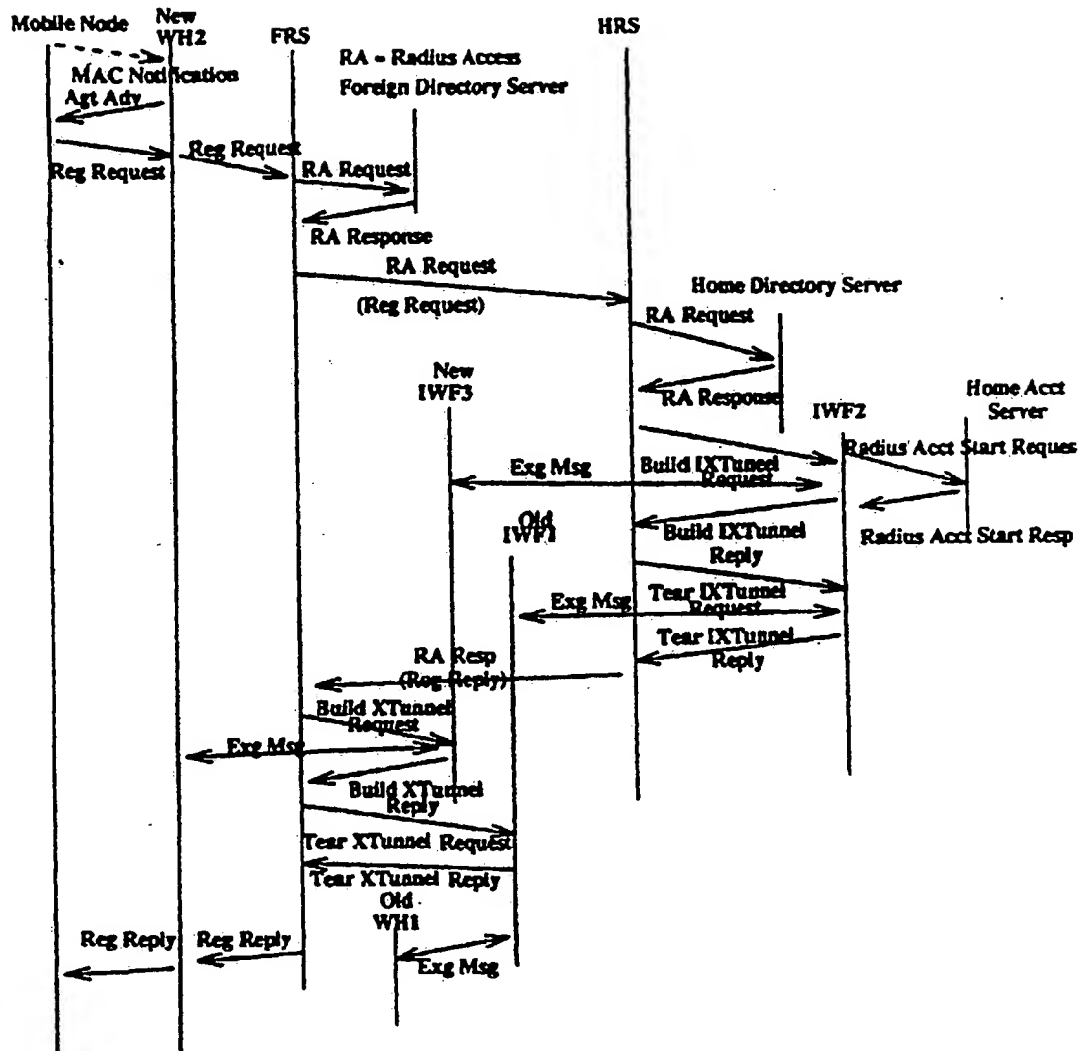 Mobile Node
New
WH2
FRS
HRS
RA - Radius Access
Foreign Directory Server
MAC Notification
Agt Adv
Reg Request
Reg Request
RA Request
RA Response
RA Request
(Reg Request)
Home Directory Server
RA Request
RA Response
New
IWF3
IWF2
Home Acct
Server
Radius Acct Start Reques
Exg Msg
Build IXTunnel
Request
Old
IWF1
Build IXTunnel
Reply
Radius Acct Start Resp
Tear IXTunnel
Request
Exg Msg
Tear IXTunnel
Reply
RA Resp
(Reg Reply)
Build XTunnel
Request
Exg Msg
Build XTunnel
Reply
Tear XTunnel Request
Tear XTunnel Reply
Old
WH1
Reg Reply
Reg Reply
Exg Msg